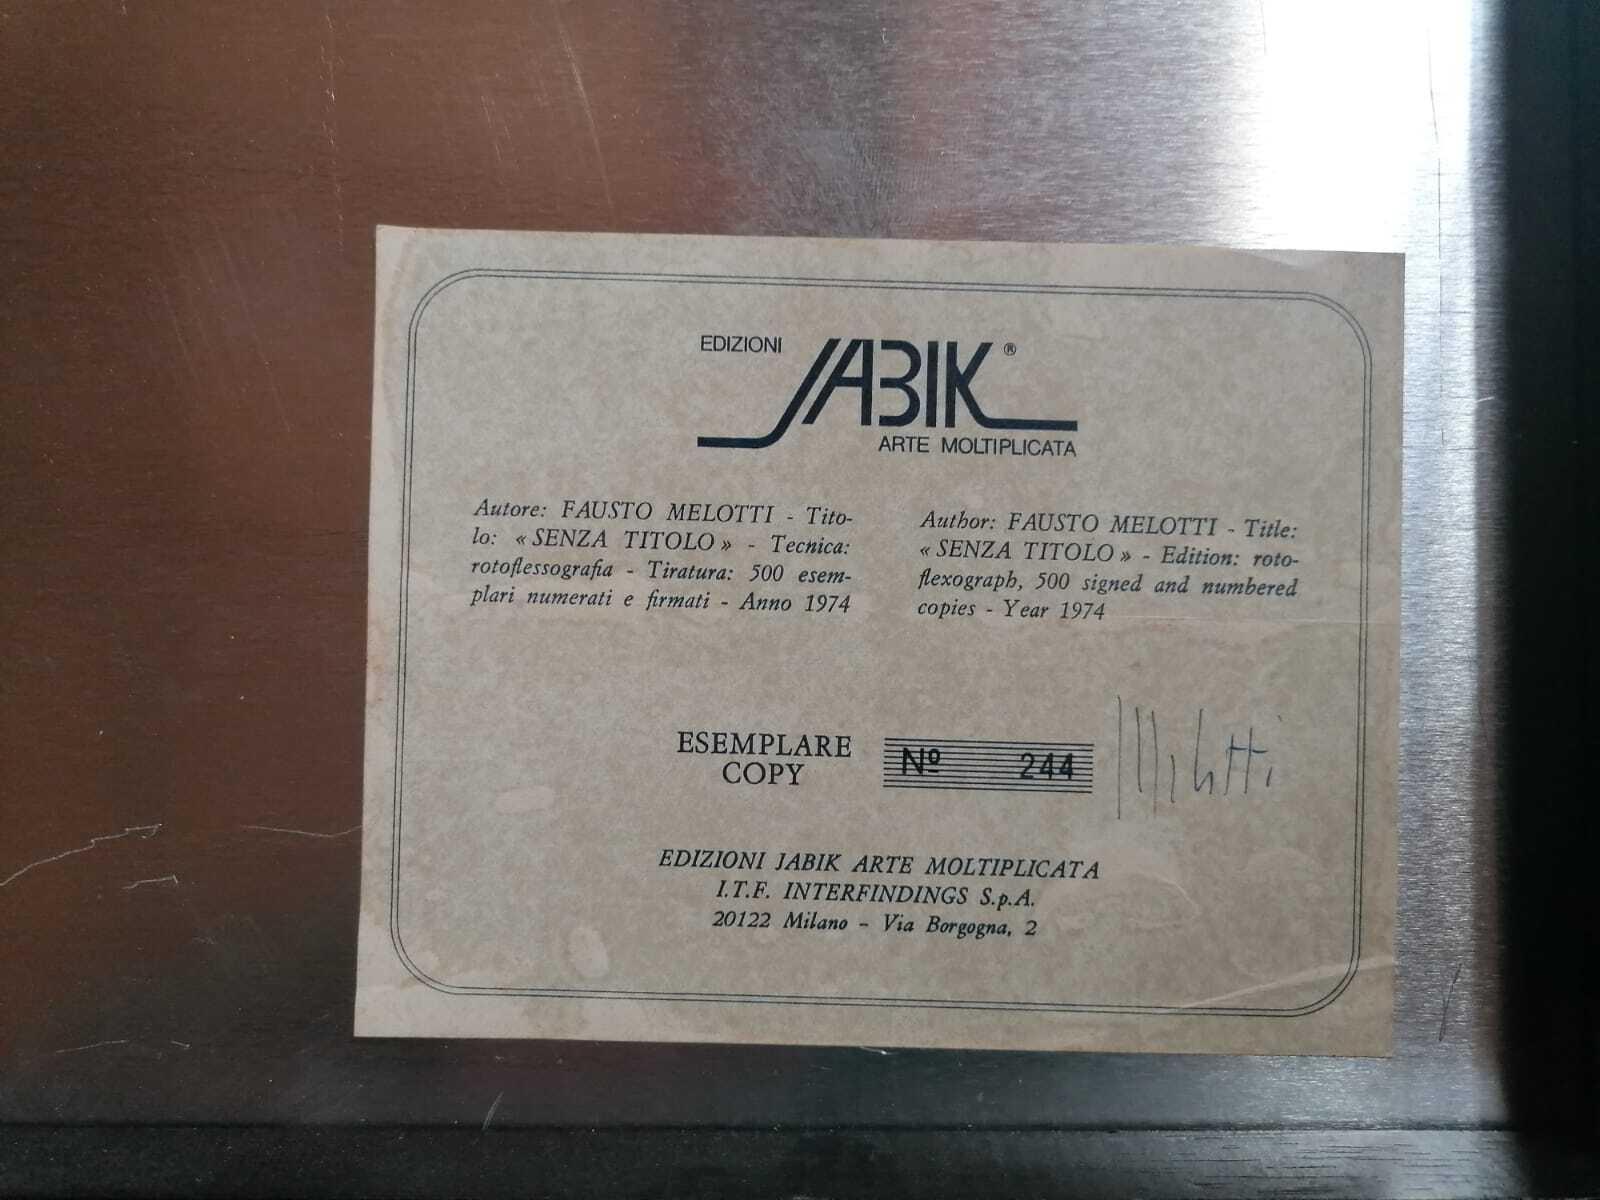 EDIZIONI JABIK®
ARTE MOLTIPLICATA
Autore: FAUSTO MELOTTI - Tito-
lo: «SENZA TITOLO» - Tecnica:
rotoflessografia - Tiratura: 500 esem-
plari numerati e firmati - Anno 1974
Author: FAUSTO MELOTTI - Title:
«SENZA TITOLO» - Edition: roto-
flexograph, 500 signed and numbered
copies - Year 1974
ESEMPLARE
COPY
Nº 244
Melotti
EDIZIONI JABIK ARTE MOLTIPLICATA
I.T.F. INTERFINDINGS S.p.A.
20122 Milano - Via Borgogna, 2